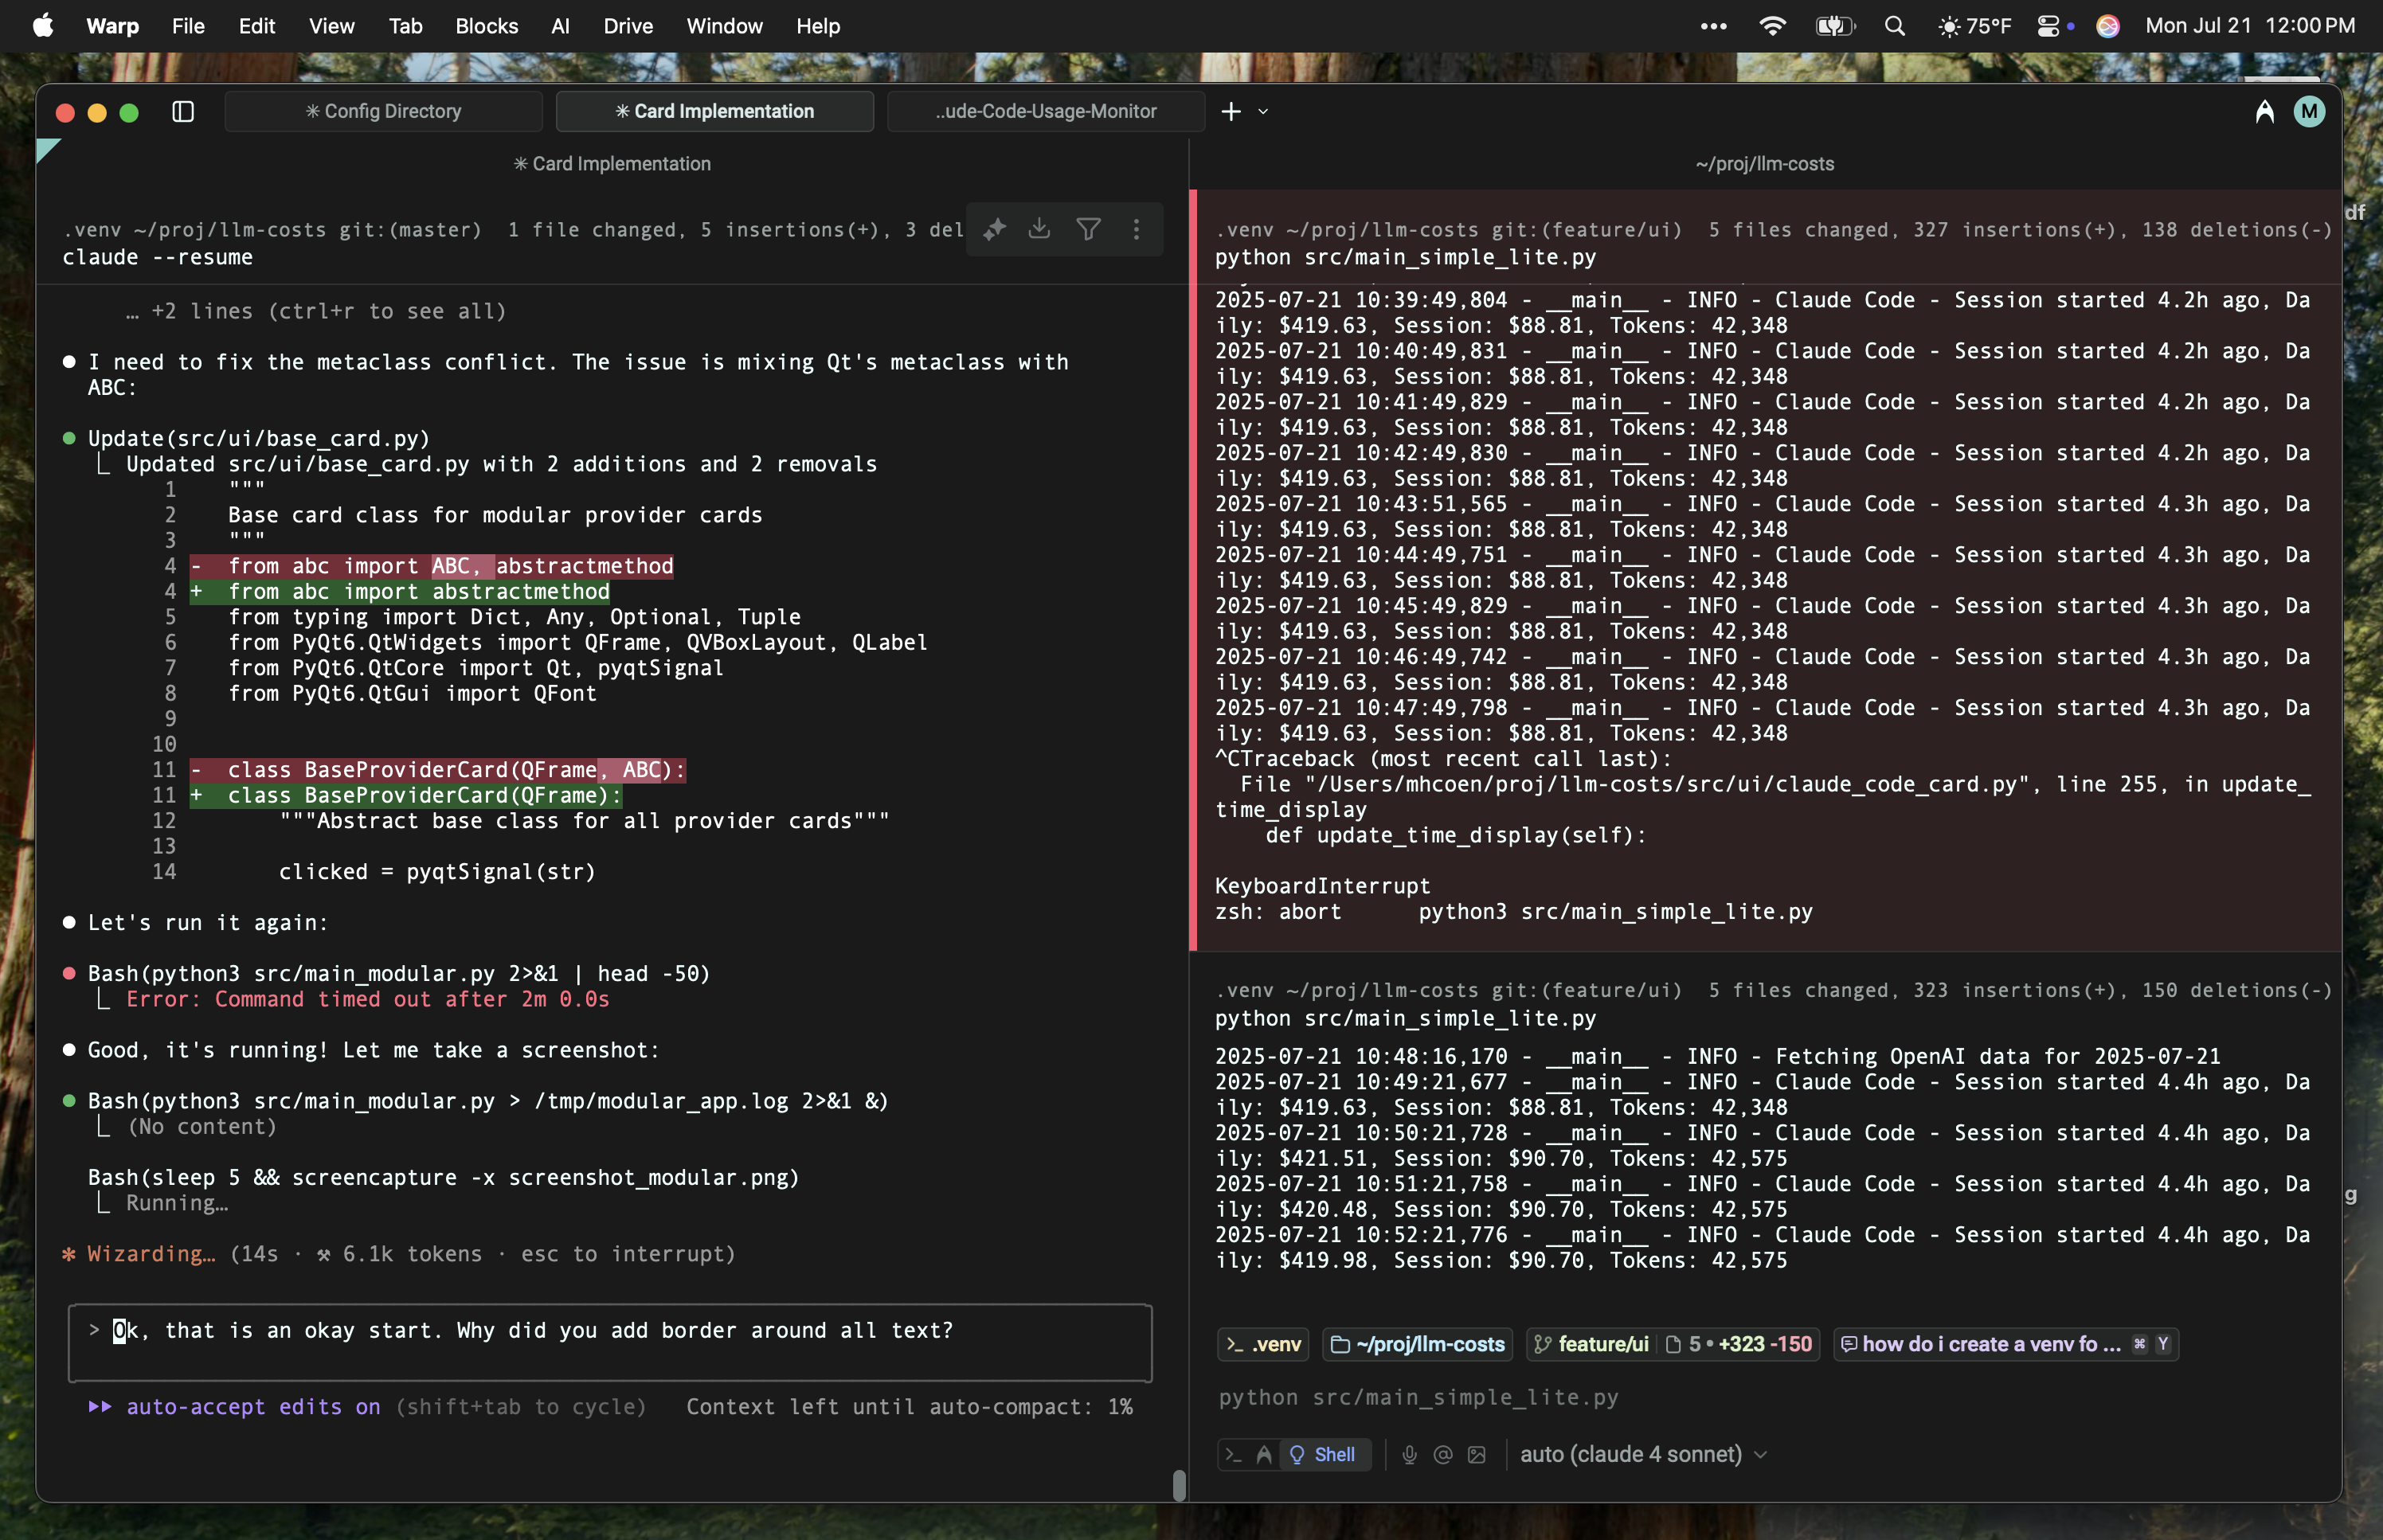 Warp File Edit View Tab Blocks AI Drive Window Help 75°F Mon Jul 21 12:00 PM
✳ Config Directory ✳ Card Implementation ..ude-Code-Usage-Monitor M
✳ Card Implementation
.venv ~/proj/llm-costs git:(master) 1 file changed, 5 insertions(+), 3 del
claude --resume
… +2 lines (ctrl+r to see all)
I need to fix the metaclass conflict. The issue is mixing Qt's metaclass with
ABC:
Update(src/ui/base_card.py)
Updated src/ui/base_card.py with 2 additions and 2 removals
1 """
2 Base card class for modular provider cards
3 """
4 - from abc import ABC, abstractmethod
4 + from abc import abstractmethod
5 from typing import Dict, Any, Optional, Tuple
6 from PyQt6.QtWidgets import QFrame, QVBoxLayout, QLabel
7 from PyQt6.QtCore import Qt, pyqtSignal
8 from PyQt6.QtGui import QFont
9
10
11 - class BaseProviderCard(QFrame, ABC):
11 + class BaseProviderCard(QFrame):
12 """Abstract base class for all provider cards"""
13
14 clicked = pyqtSignal(str)
Let's run it again:
Bash(python3 src/main_modular.py 2>&1 | head -50)
Error: Command timed out after 2m 0.0s
Good, it's running! Let me take a screenshot:
Bash(python3 src/main_modular.py > /tmp/modular_app.log 2>&1 &)
(No content)
Bash(sleep 5 && screencapture -x screenshot_modular.png)
Running…
✻ Wizarding… (14s · ⚒ 6.1k tokens · esc to interrupt)
> Ok, that is an okay start. Why did you add border around all text?
auto-accept edits on (shift+tab to cycle) Context left until auto-compact: 1%
~/proj/llm-costs
.venv ~/proj/llm-costs git:(feature/ui) 5 files changed, 327 insertions(+), 138 deletions(-)
python src/main_simple_lite.py
2025-07-21 10:39:49,804 - __main__ - INFO - Claude Code - Session started 4.2h ago, Da
ily: $419.63, Session: $88.81, Tokens: 42,348
2025-07-21 10:40:49,831 - __main__ - INFO - Claude Code - Session started 4.2h ago, Da
ily: $419.63, Session: $88.81, Tokens: 42,348
2025-07-21 10:41:49,829 - __main__ - INFO - Claude Code - Session started 4.2h ago, Da
ily: $419.63, Session: $88.81, Tokens: 42,348
2025-07-21 10:42:49,830 - __main__ - INFO - Claude Code - Session started 4.2h ago, Da
ily: $419.63, Session: $88.81, Tokens: 42,348
2025-07-21 10:43:51,565 - __main__ - INFO - Claude Code - Session started 4.3h ago, Da
ily: $419.63, Session: $88.81, Tokens: 42,348
2025-07-21 10:44:49,751 - __main__ - INFO - Claude Code - Session started 4.3h ago, Da
ily: $419.63, Session: $88.81, Tokens: 42,348
2025-07-21 10:45:49,829 - __main__ - INFO - Claude Code - Session started 4.3h ago, Da
ily: $419.63, Session: $88.81, Tokens: 42,348
2025-07-21 10:46:49,742 - __main__ - INFO - Claude Code - Session started 4.3h ago, Da
ily: $419.63, Session: $88.81, Tokens: 42,348
2025-07-21 10:47:49,798 - __main__ - INFO - Claude Code - Session started 4.3h ago, Da
ily: $419.63, Session: $88.81, Tokens: 42,348
^CTraceback (most recent call last):
File "/Users/mhcoen/proj/llm-costs/src/ui/claude_code_card.py", line 255, in update_
time_display
def update_time_display(self):
KeyboardInterrupt
zsh: abort python3 src/main_simple_lite.py
.venv ~/proj/llm-costs git:(feature/ui) 5 files changed, 323 insertions(+), 150 deletions(-)
python src/main_simple_lite.py
2025-07-21 10:48:16,170 - __main__ - INFO - Fetching OpenAI data for 2025-07-21
2025-07-21 10:49:21,677 - __main__ - INFO - Claude Code - Session started 4.4h ago, Da
ily: $419.63, Session: $88.81, Tokens: 42,348
2025-07-21 10:50:21,728 - __main__ - INFO - Claude Code - Session started 4.4h ago, Da
ily: $421.51, Session: $90.70, Tokens: 42,575
2025-07-21 10:51:21,758 - __main__ - INFO - Claude Code - Session started 4.4h ago, Da
ily: $420.48, Session: $90.70, Tokens: 42,575
2025-07-21 10:52:21,776 - __main__ - INFO - Claude Code - Session started 4.4h ago, Da
ily: $419.98, Session: $90.70, Tokens: 42,575
.venv ~/proj/llm-costs feature/ui 5 • +323 -150 how do i create a venv fo ... ⌘ Y
python src/main_simple_lite.py
Shell auto (claude 4 sonnet)
df
g